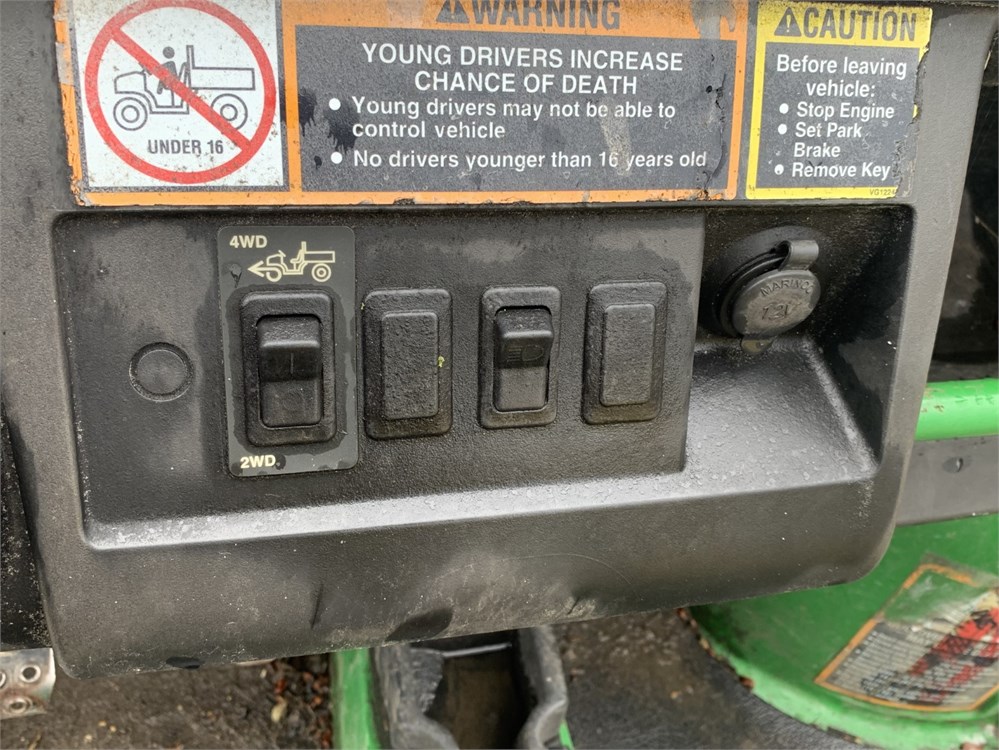 UNDER 16
WARNING
YOUNG DRIVERS INCREASE
CHANCE OF DEATH
• Young drivers may not be able to
control vehicle
• No drivers younger than 16 years old
CAUTION
Before leaving
vehicle:
• Stop Engine
• Set Park
Brake
• Remove Key
4WD
2WD
12V